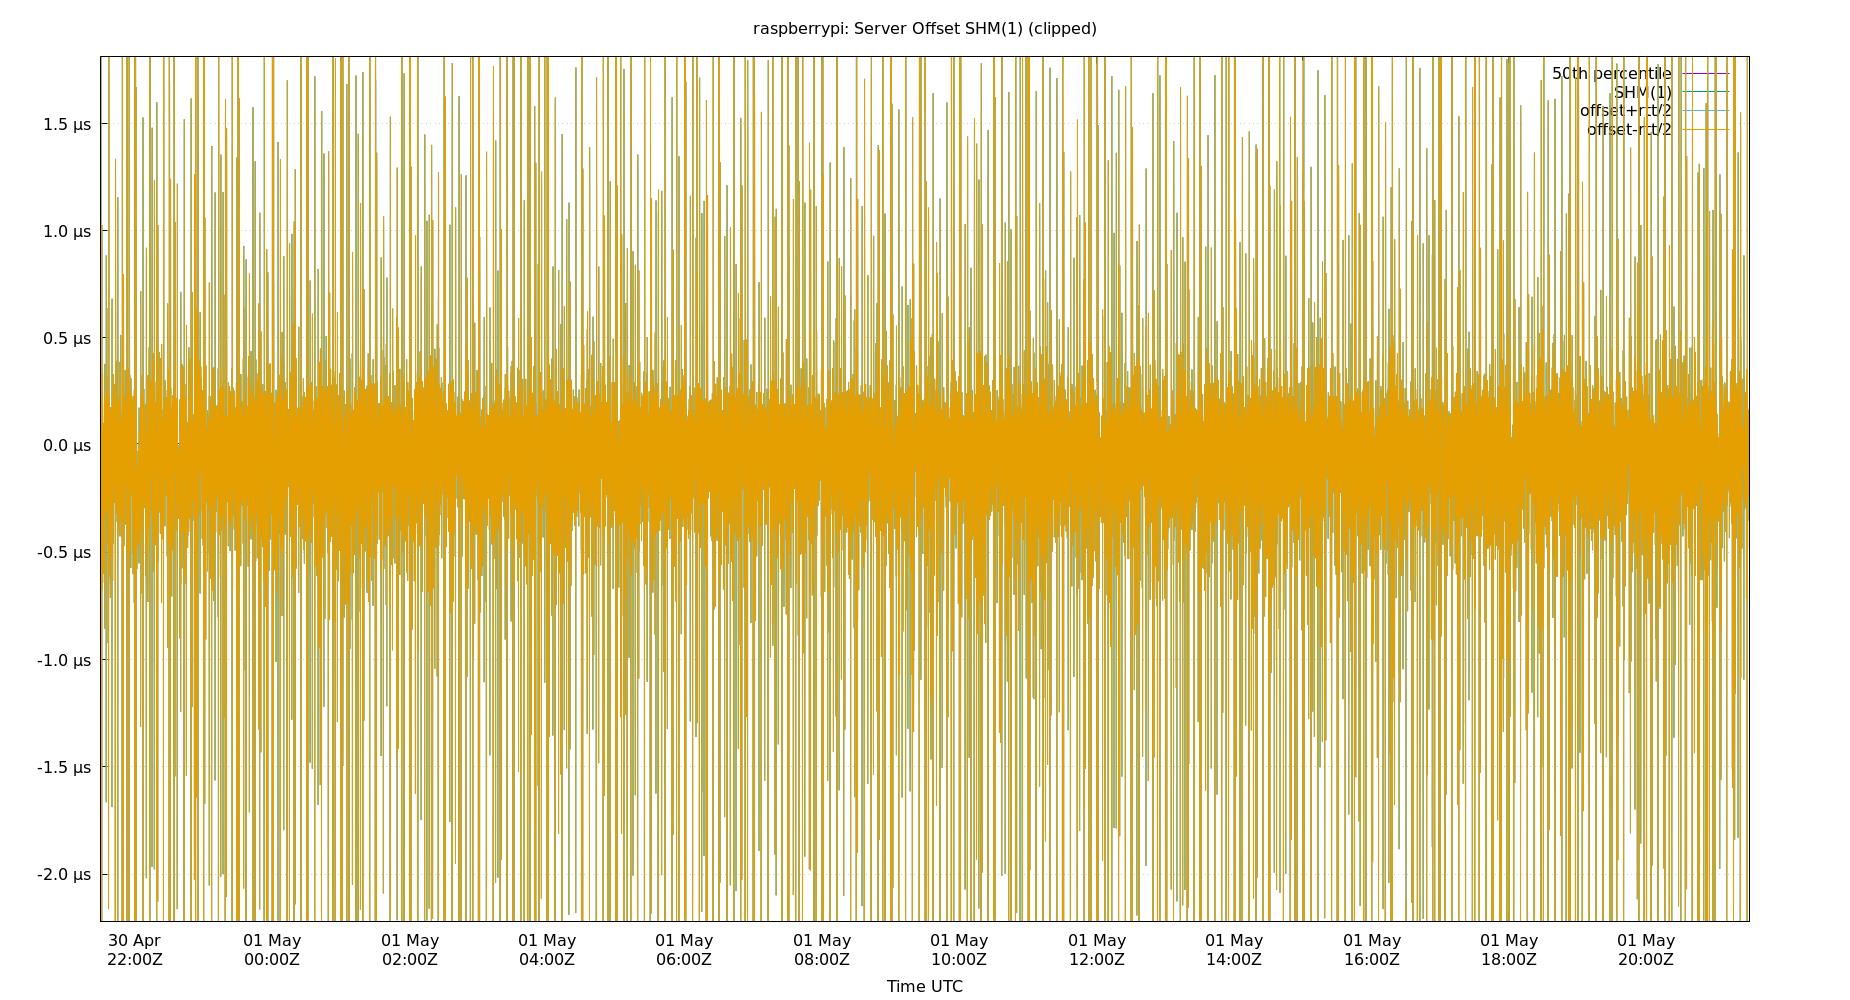 raspberrypi: Server Offset SHM(1) (clipped)
50th percentile
SHM(1)
offset+rtt/2
offset-rtt/2
1.5 µs
1.0 µs
0.5 µs
0.0 µs
-0.5 µs
-1.0 µs
-1.5 µs
-2.0 µs
30 Apr 01 May 01 May 01 May 01 May 01 May 01 May 01 May 01 May 01 May 01 May 01 May
22:00Z 00:00Z 02:00Z 04:00Z 06:00Z 08:00Z 10:00Z 12:00Z 14:00Z 16:00Z 18:00Z 20:00Z
Time UTC